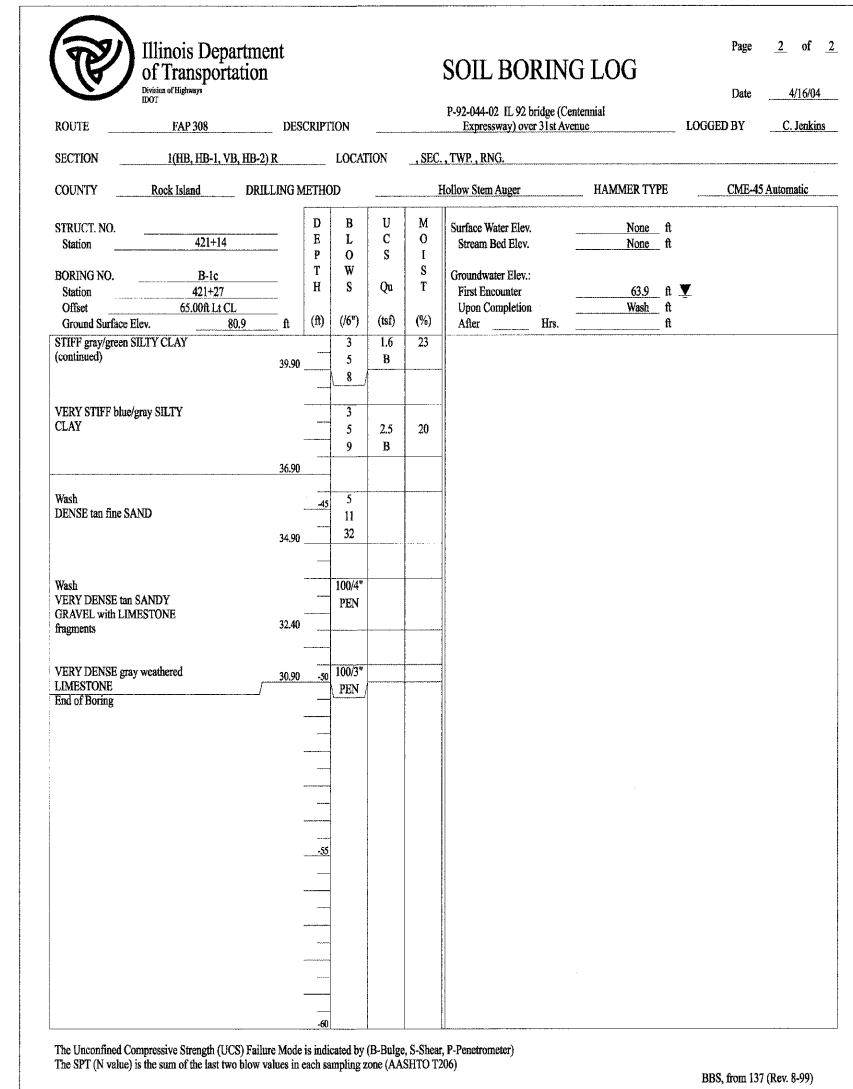 Illinois Department
of Transportation
Division of Highways
IDOT
SOIL BORING LOG
Page 2 of 2
Date 4/16/04
ROUTE FAP 308 DESCRIPTION P-92-044-02 IL 92 bridge (Centennial
Expressway) over 31st Avenue LOGGED BY C. Jenkins
SECTION 1(HB, HB-1, VB, HB-2) R LOCATION , SEC. , TWP. , RNG.
COUNTY Rock Island DRILLING METHOD Hollow Stem Auger HAMMER TYPE CME-45 Automatic
STRUCT. NO.
Station 421+14
BORING NO. B-1c
Station 421+27
Offset 65.00ft Lt CL
Ground Surface Elev. 80.9 ft
DEPTH (ft)
BLOWS (/6")
UCS Qu (tsf)
MOIST (%)
Surface Water Elev. None ft
Stream Bed Elev. None ft
Groundwater Elev.:
First Encounter 63.9 ft
Upon Completion Wash ft
After Hrs. ft
STIFF gray/green SILTY CLAY 3 1.6 23
(continued) 39.90 5 B
8
VERY STIFF blue/gray SILTY 3
CLAY 5 2.5 20
9 B
36.90
Wash -45 5
DENSE tan fine SAND 11
34.90 32
Wash 100/4"
VERY DENSE tan SANDY PEN
GRAVEL with LIMESTONE
fragments 32.40
VERY DENSE gray weathered 30.90 -50 100/3"
LIMESTONE PEN
End of Boring
-55
-60
The Unconfined Compressive Strength (UCS) Failure Mode is indicated by (B-Bulge, S-Shear, P-Penetrometer)
The SPT (N value) is the sum of the last two blow values in each sampling zone (AASHTO T206)
BBS, from 137 (Rev. 8-99)